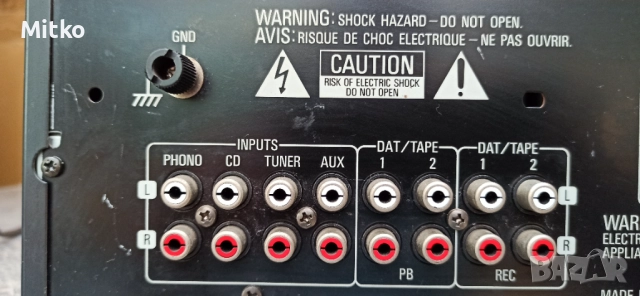 Mitko
WARNING: SHOCK HAZARD – DO NOT OPEN.
AVIS: RISQUE DE CHOC ELECTRIQUE – NE PAS OUVRIR.
GND
CAUTION
RISK OF ELECTRIC SHOCK
DO NOT OPEN
INPUTS DAT/TAPE DAT/TAPE
PHONO CD TUNER AUX 1 2 1 2
L L
R R
PB REC
WAR
ELECTR
APPLIAN
MADE
BAZAR